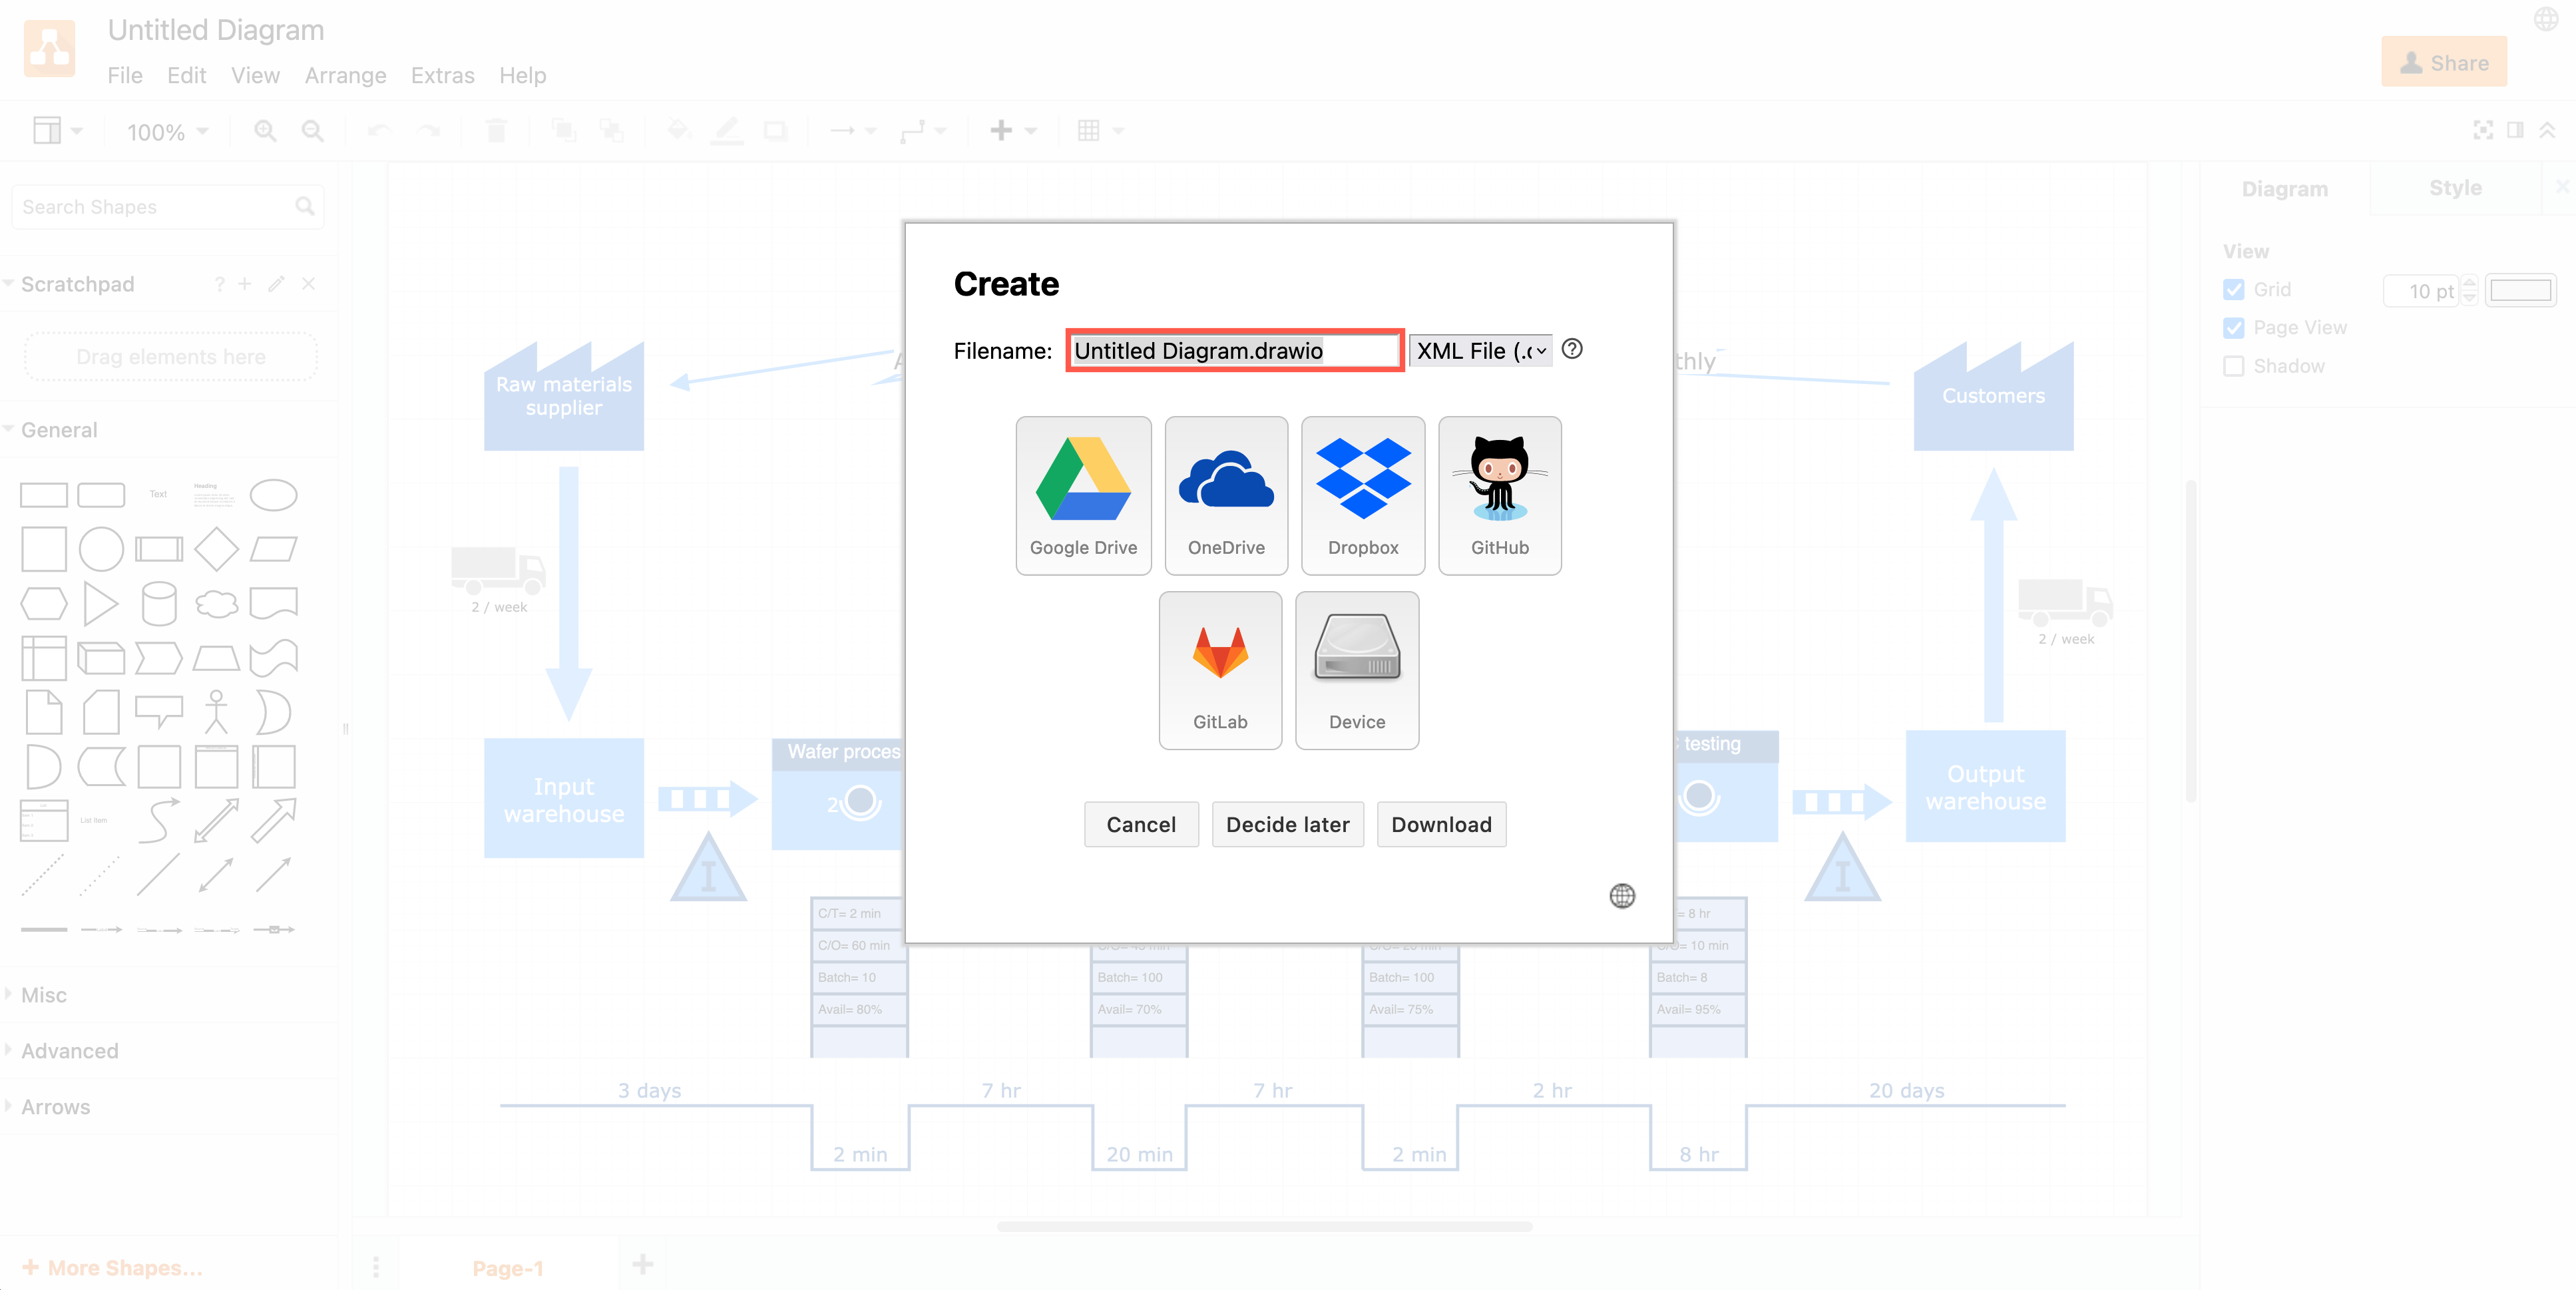 Untitled Diagram
File Edit View Arrange Extras Help
Share
100%
Search Shapes
Scratchpad
Drag elements here
General
Text
Heading
List Item
Misc
Advanced
Arrows
+ More Shapes...
Diagram Style
View
Grid 10 pt
Page View
Shadow
Create
Filename: Untitled Diagram.drawio XML File (.
Google Drive
OneDrive
Dropbox
GitHub
GitLab
Device
Cancel Decide later Download
Raw materials
supplier
thly
Customers
2 / week
2 / week
Input
warehouse
Wafer proces
2
testing
Output
warehouse
I
I
C/T= 2 min
C/O= 60 min
Batch= 10
Avail= 80%
Batch= 100
Avail= 70%
Batch= 100
Avail= 75%
= 8 hr
C/O= 10 min
Batch= 8
Avail= 95%
3 days 7 hr 7 hr 2 hr 20 days
2 min 20 min 2 min 8 hr
Page-1